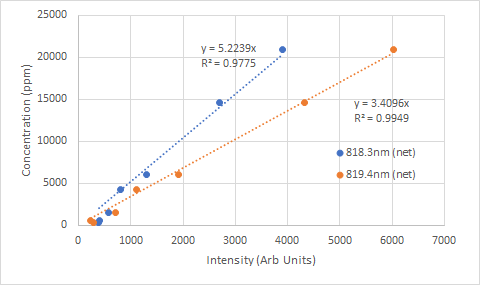 25000
20000
15000
10000
5000
0
Concentration (ppm)
y = 5.2239x
R² = 0.9775
y = 3.4096x
R² = 0.9949
818.3nm (net)
819.4nm (net)
0 1000 2000 3000 4000 5000 6000 7000
Intensity (Arb Units)